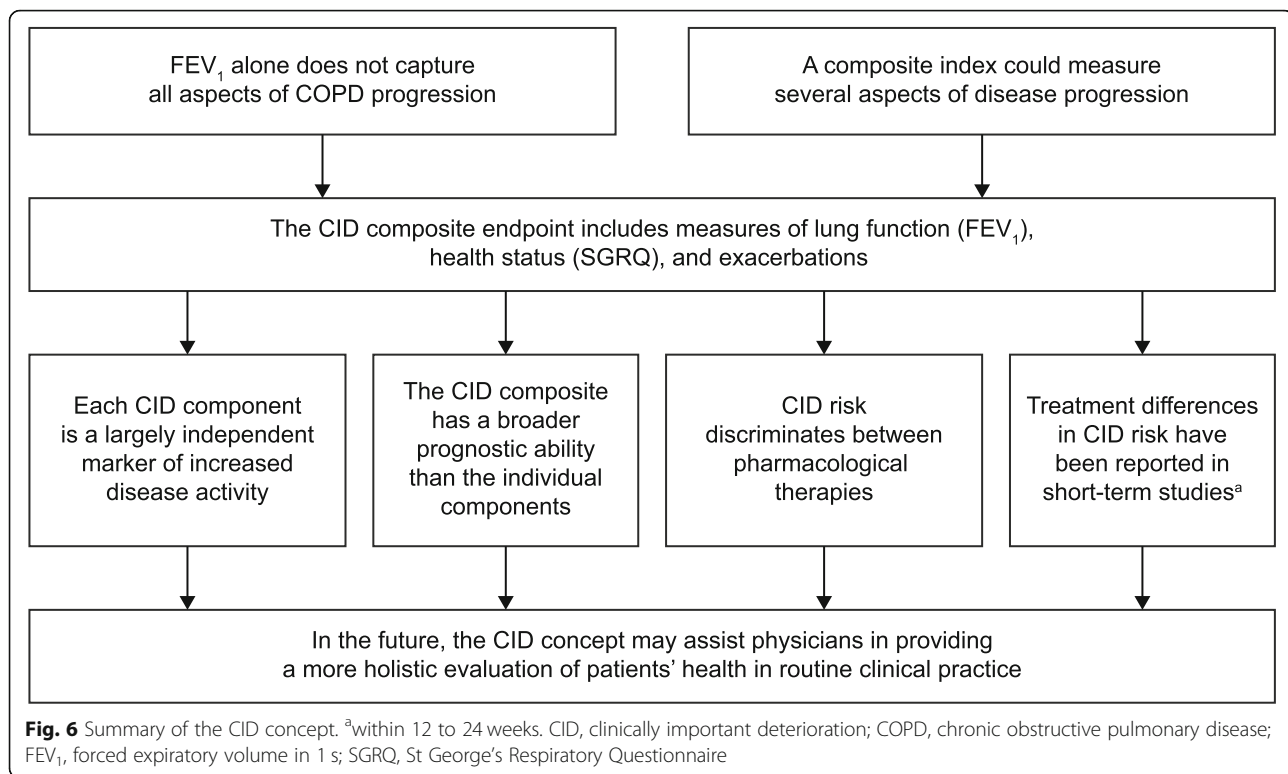 FEV₁ alone does not capture
all aspects of COPD progression
A composite index could measure
several aspects of disease progression
The CID composite endpoint includes measures of lung function (FEV₁),
health status (SGRQ), and exacerbations
Each CID component
is a largely independent
marker of increased
disease activity
The CID composite
has a broader
prognostic ability
than the individual
components
CID risk
discriminates between
pharmacological
therapies
Treatment differences
in CID risk have
been reported in
short-term studiesᵃ
In the future, the CID concept may assist physicians in providing
a more holistic evaluation of patients’ health in routine clinical practice
Fig. 6 Summary of the CID concept. ᵃwithin 12 to 24 weeks. CID, clinically important deterioration; COPD, chronic obstructive pulmonary disease;
FEV₁, forced expiratory volume in 1 s; SGRQ, St George’s Respiratory Questionnaire